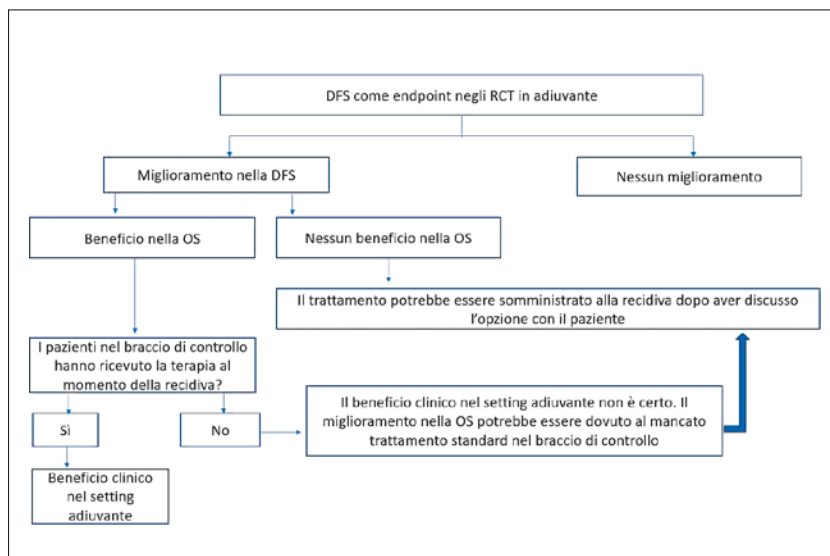 DFS come endpoint negli RCT in adiuvante
Miglioramento nella DFS
Nessun miglioramento
Beneficio nella OS
Nessun beneficio nella OS
Il trattamento potrebbe essere somministrato alla recidiva dopo aver discusso
l'opzione con il paziente
I pazienti nel braccio di controllo
hanno ricevuto la terapia al
momento della recidiva?
Il beneficio clinico nel setting adiuvante non è certo. Il
miglioramento nella OS potrebbe essere dovuto al mancato
trattamento standard nel braccio di controllo
Sì
No
Beneficio clinico
nel setting
adiuvante